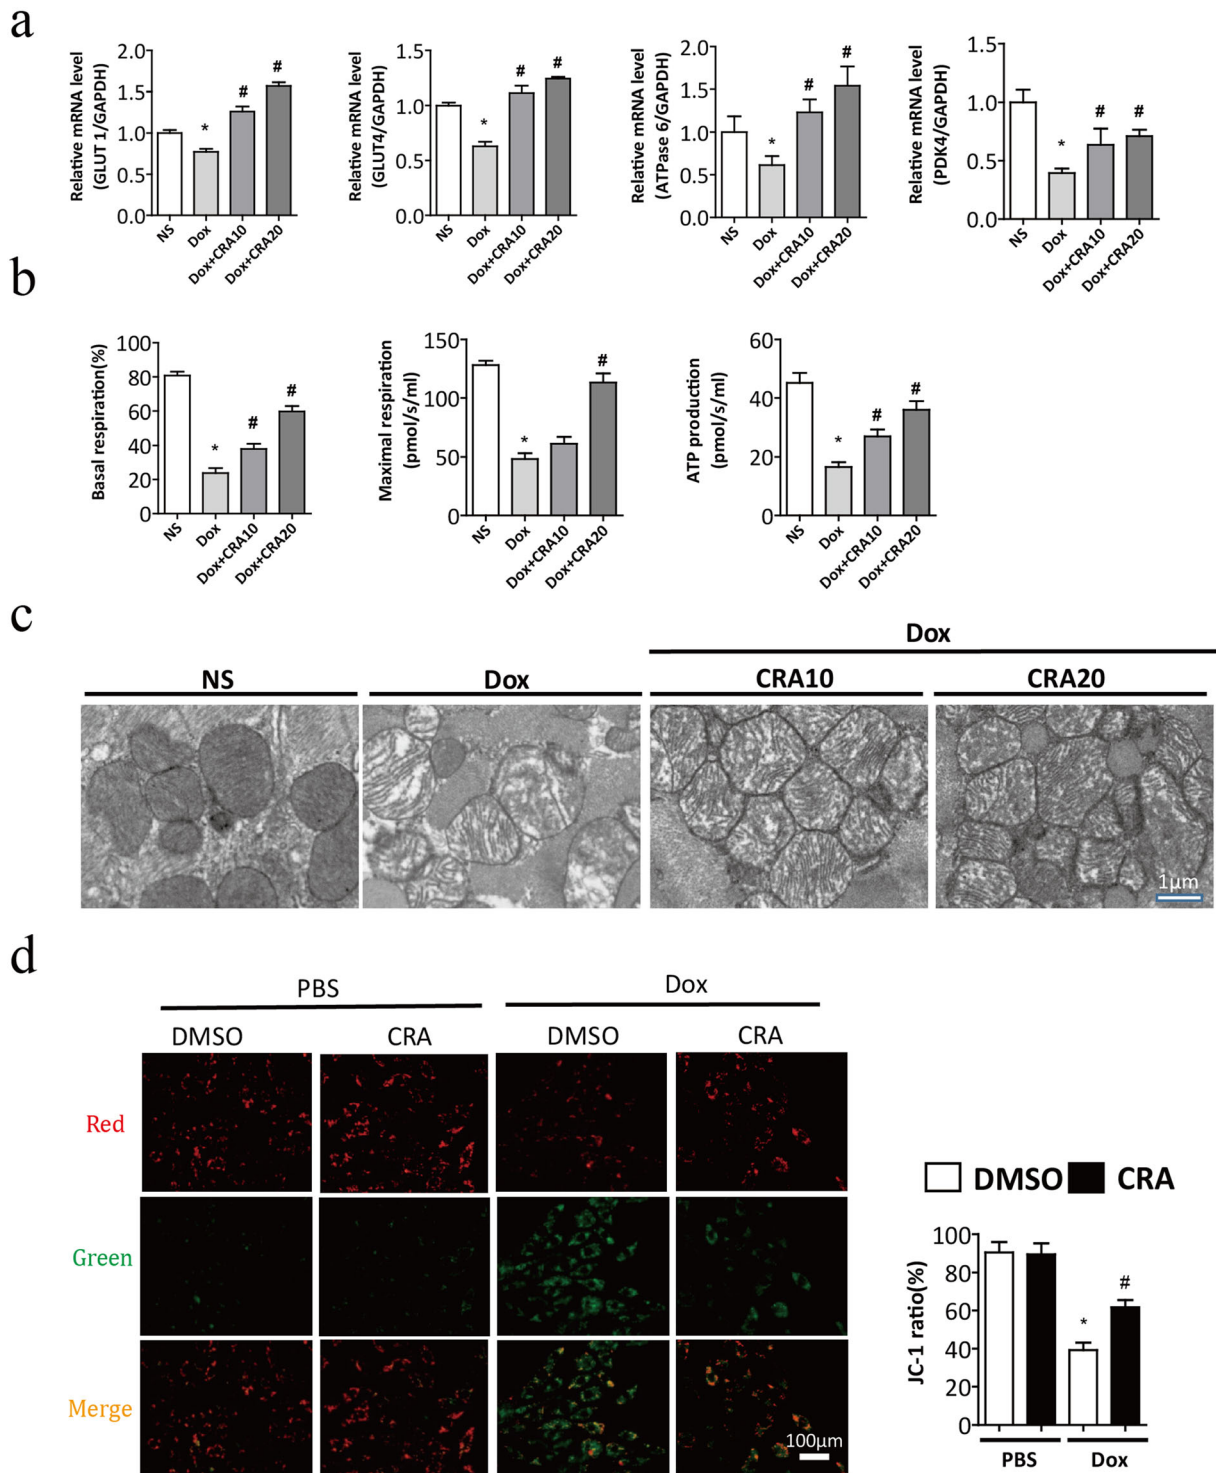 a
Relative mRNA level
(GLUT 1/GAPDH)
2.0
1.5
1.0
0.5
0.0
*
#
#
NS
Dox
Dox+CRA10
Dox+CRA20
Relative mRNA level
(GLUT4/GAPDH)
1.5
1.0
0.5
0.0
*
#
#
NS
Dox
Dox+CRA10
Dox+CRA20
Relative mRNA level
(ATPase 6/GAPDH)
2.0
1.5
1.0
0.5
0.0
*
#
#
NS
Dox
Dox+CRA10
Dox+CRA20
Relative mRNA level
(PDK4/GAPDH)
1.5
1.0
0.5
0.0
*
#
#
NS
Dox
Dox+CRA10
Dox+CRA20
b
Basal respiration(%)
100
80
60
40
20
0
*
#
#
NS
Dox
Dox+CRA10
Dox+CRA20
Maximal respiration
(pmol/s/ml)
150
100
50
0
*
#
NS
Dox
Dox+CRA10
Dox+CRA20
ATP production
(pmol/s/ml)
60
40
20
0
*
#
#
NS
Dox
Dox+CRA10
Dox+CRA20
c
Dox
NS
Dox
CRA10
CRA20
1μm
d
PBS
Dox
DMSO
CRA
DMSO
CRA
Red
Green
Merge
100μm
DMSO
CRA
JC-1 ratio(%)
100
80
60
40
20
0
*
#
PBS
Dox